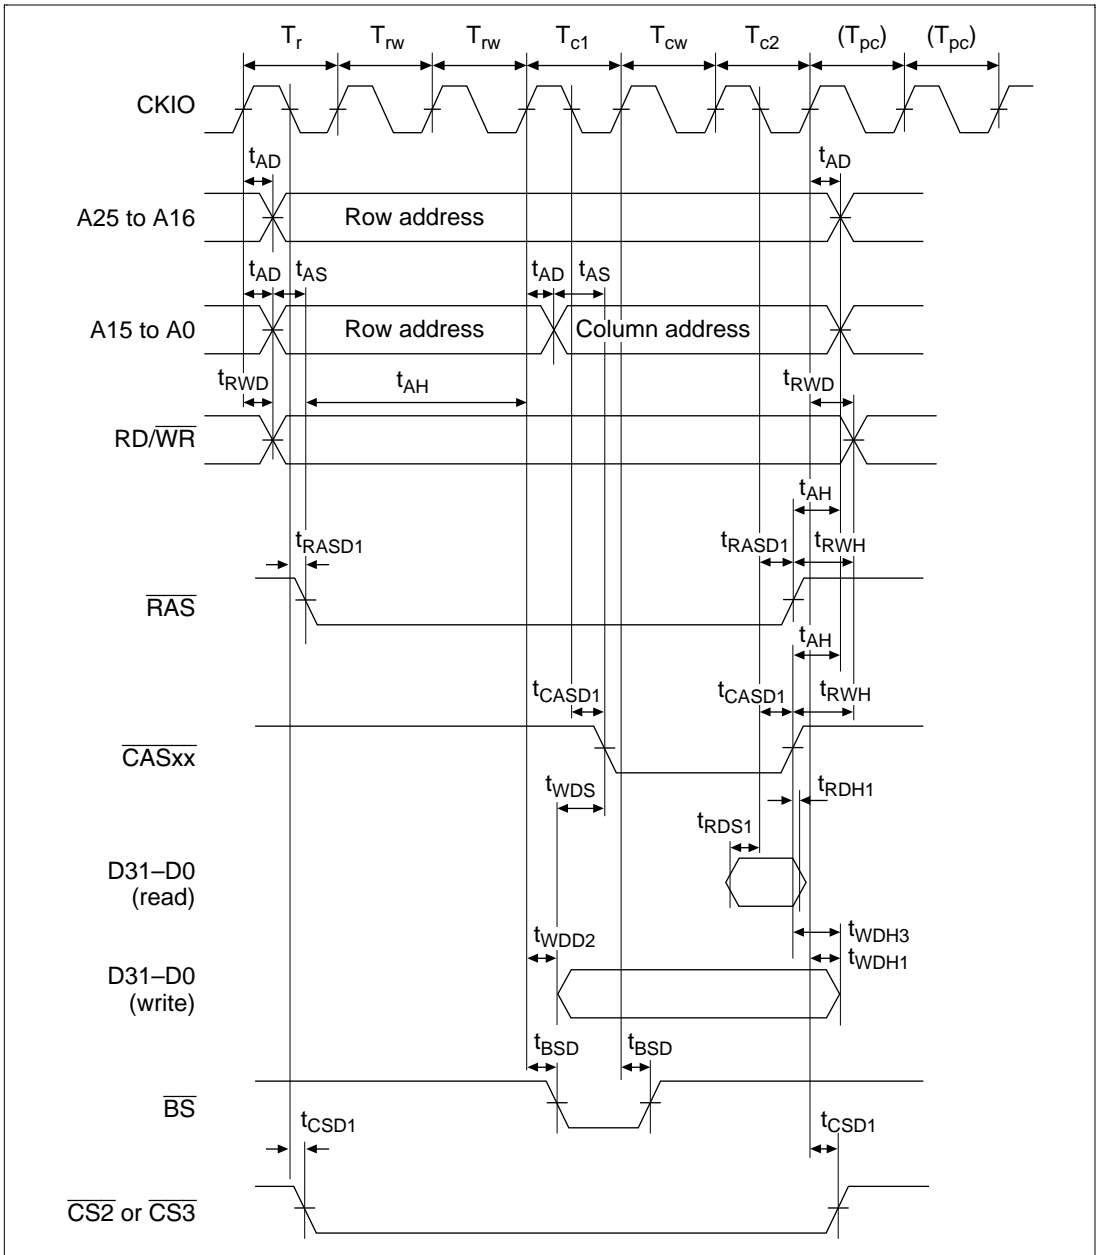 Tr Trw Trw Tc1 Tcw Tc2 (Tpc) (Tpc)
CKIO
tAD tAD
A25 to A16 Row address
tAD tAS tAD tAS
A15 to A0 Row address Column address
tRWD tAH tRWD
RD/WR
tAH
tRASD1 tRASD1 tRWH
RAS
tAH
tCASD1 tCASD1 tRWH
CASxx
tWDS tRDH1
tRDS1
D31–D0
(read)
tWDH3
tWDD2 tWDH1
D31–D0
(write)
tBSD tBSD
BS
tCSD1 tCSD1
CS2 or CS3